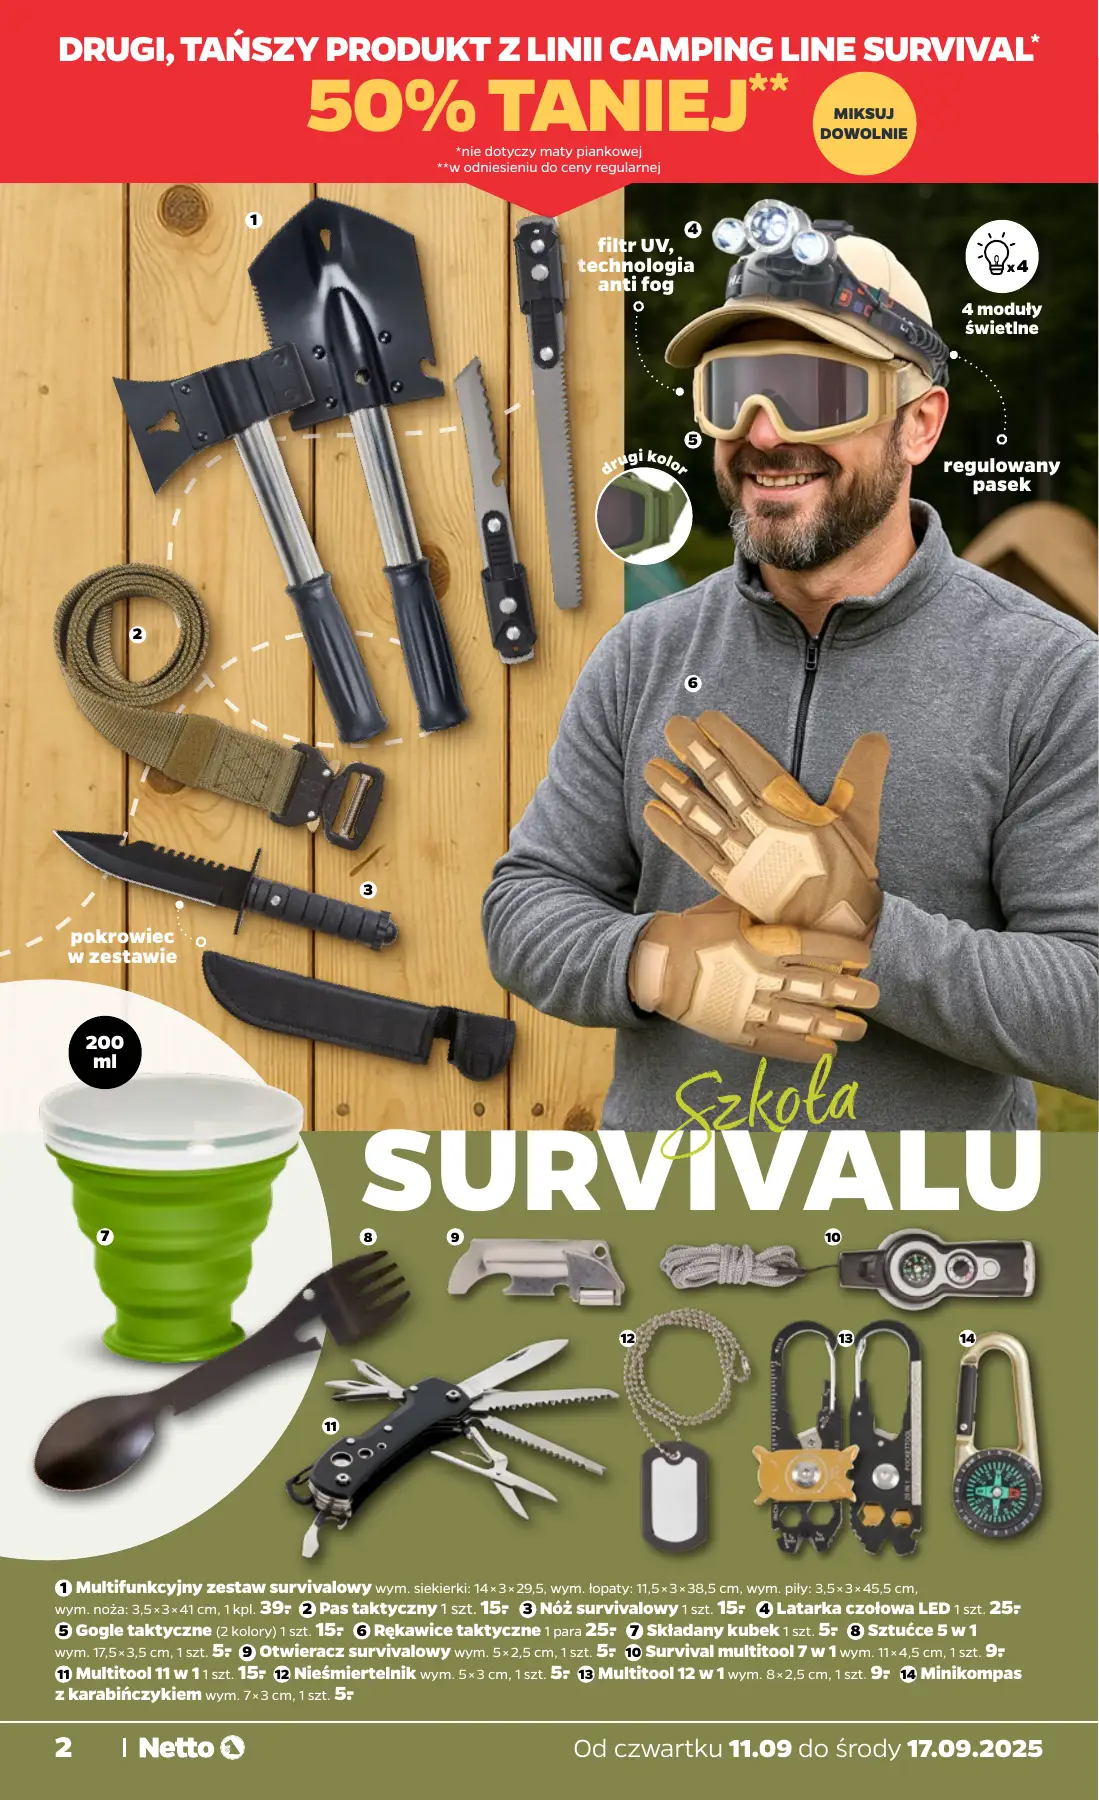 DRUGI, TAŃSZY PRODUKT Z LINII CAMPING LINE SURVIVAL*
50% TANIEJ**
MIKSUJ
DOWOLNIE
*nie dotyczy maty piankowej
**w odniesieniu do ceny regularnej
1
4
filtr UV,
technologia
anti fog
x4
4 moduły
świetlne
5
drugi kolor
regulowany
pasek
2
6
3
pokrowiec
w zestawie
200
ml
Szkoła
SURVIVALU
7
8
9
10
11
12
13
14
1 Multifunkcyjny zestaw survivalowy wym. siekierki: 14×3×29,5, wym. łopaty: 11,5×3×38,5 cm, wym. piły: 3,5×3×45,5 cm,
wym. noża: 3,5×3×41 cm, 1 kpl. 39,- 2 Pas taktyczny 1 szt. 15,- 3 Nóż survivalowy 1 szt. 15,- 4 Latarka czołowa LED 1 szt. 25,-
5 Gogle taktyczne (2 kolory) 1 szt. 15,- 6 Rękawice taktyczne 1 para 25,- 7 Składany kubek 1 szt. 5,- 8 Sztućce 5 w 1
wym. 17,5×3,5 cm, 1 szt. 5,- 9 Otwieracz survivalowy wym. 5×2,5 cm, 1 szt. 5,- 10 Survival multitool 7 w 1 wym. 11×4,5 cm, 1 szt. 9,-
11 Multitool 11 w 1 1 szt. 15,- 12 Nieśmiertelnik wym. 5×3 cm, 1 szt. 5,- 13 Multitool 12 w 1 wym. 8×2,5 cm, 1 szt. 9,- 14 Minikompas
z karabińczykiem wym. 7×3 cm, 1 szt. 5,-
2 | Netto
Od czwartku 11.09 do środy 17.09.2025